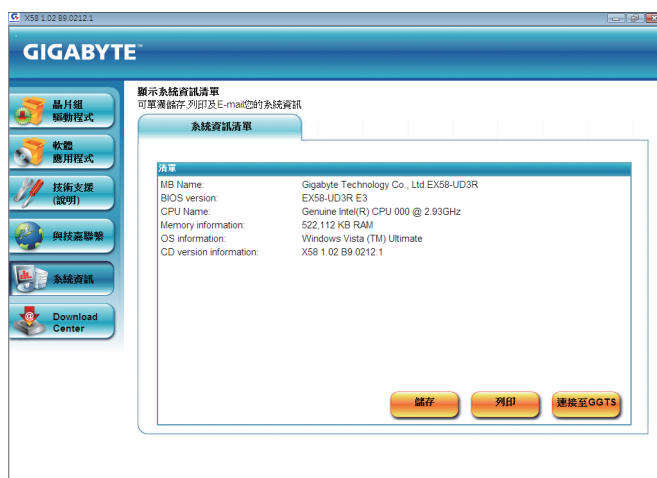 X58 1.02 B9.0212.1
GIGABYTE™
晶片組
驅動程式
軟體
應用程式
技術支援
(說明)
與技嘉聯繫
系統資訊
Download
Center
顯示系統資訊清單
可單獨儲存,列印及E-mail您的系統資訊
系統資訊清單
清單
MB Name: Gigabyte Technology Co., Ltd.EX58-UD3R
BIOS version: EX58-UD3R E3
CPU Name: Genuine Intel(R) CPU 000 @ 2.93GHz
Memory information: 522,112 KB RAM
OS information: Windows Vista (TM) Ultimate
CD version information: X58 1.02 B9.0212.1
儲存 列印 連接至GGTS